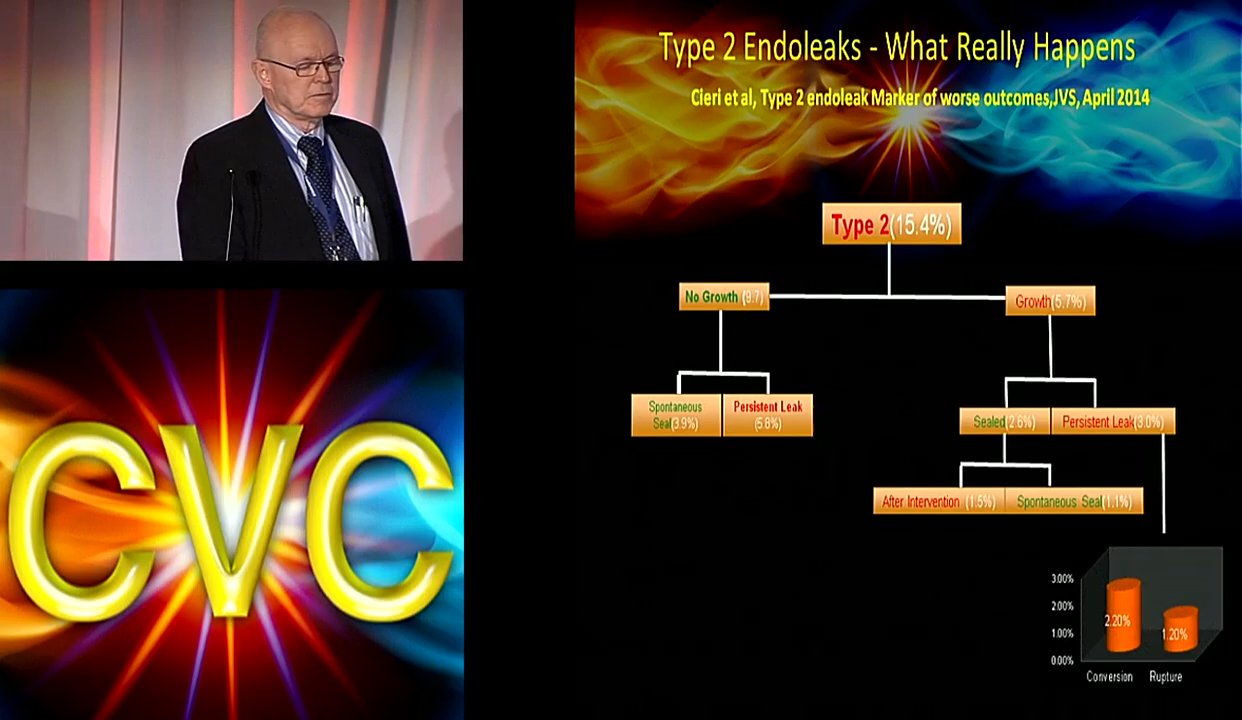 Type 2 Endoleaks - What Really Happens
Cieri et al, Type 2 endoleak Marker of worse outcomes,JVS, April 2014
Type 2(15.4%)
No Growth (9.7)
Growth(5.7%)
Spontaneous
Seal(3.9%)
Persistent Leak
(5.8%)
Sealed(2.6%)
Persistent Leak(3.0%)
After Intervention (1.5%)
Spontaneous Seal(1.1%)
3.00%
2.00%
1.00%
0.00%
2.20%
1.20%
Conversion
Rupture
CVC